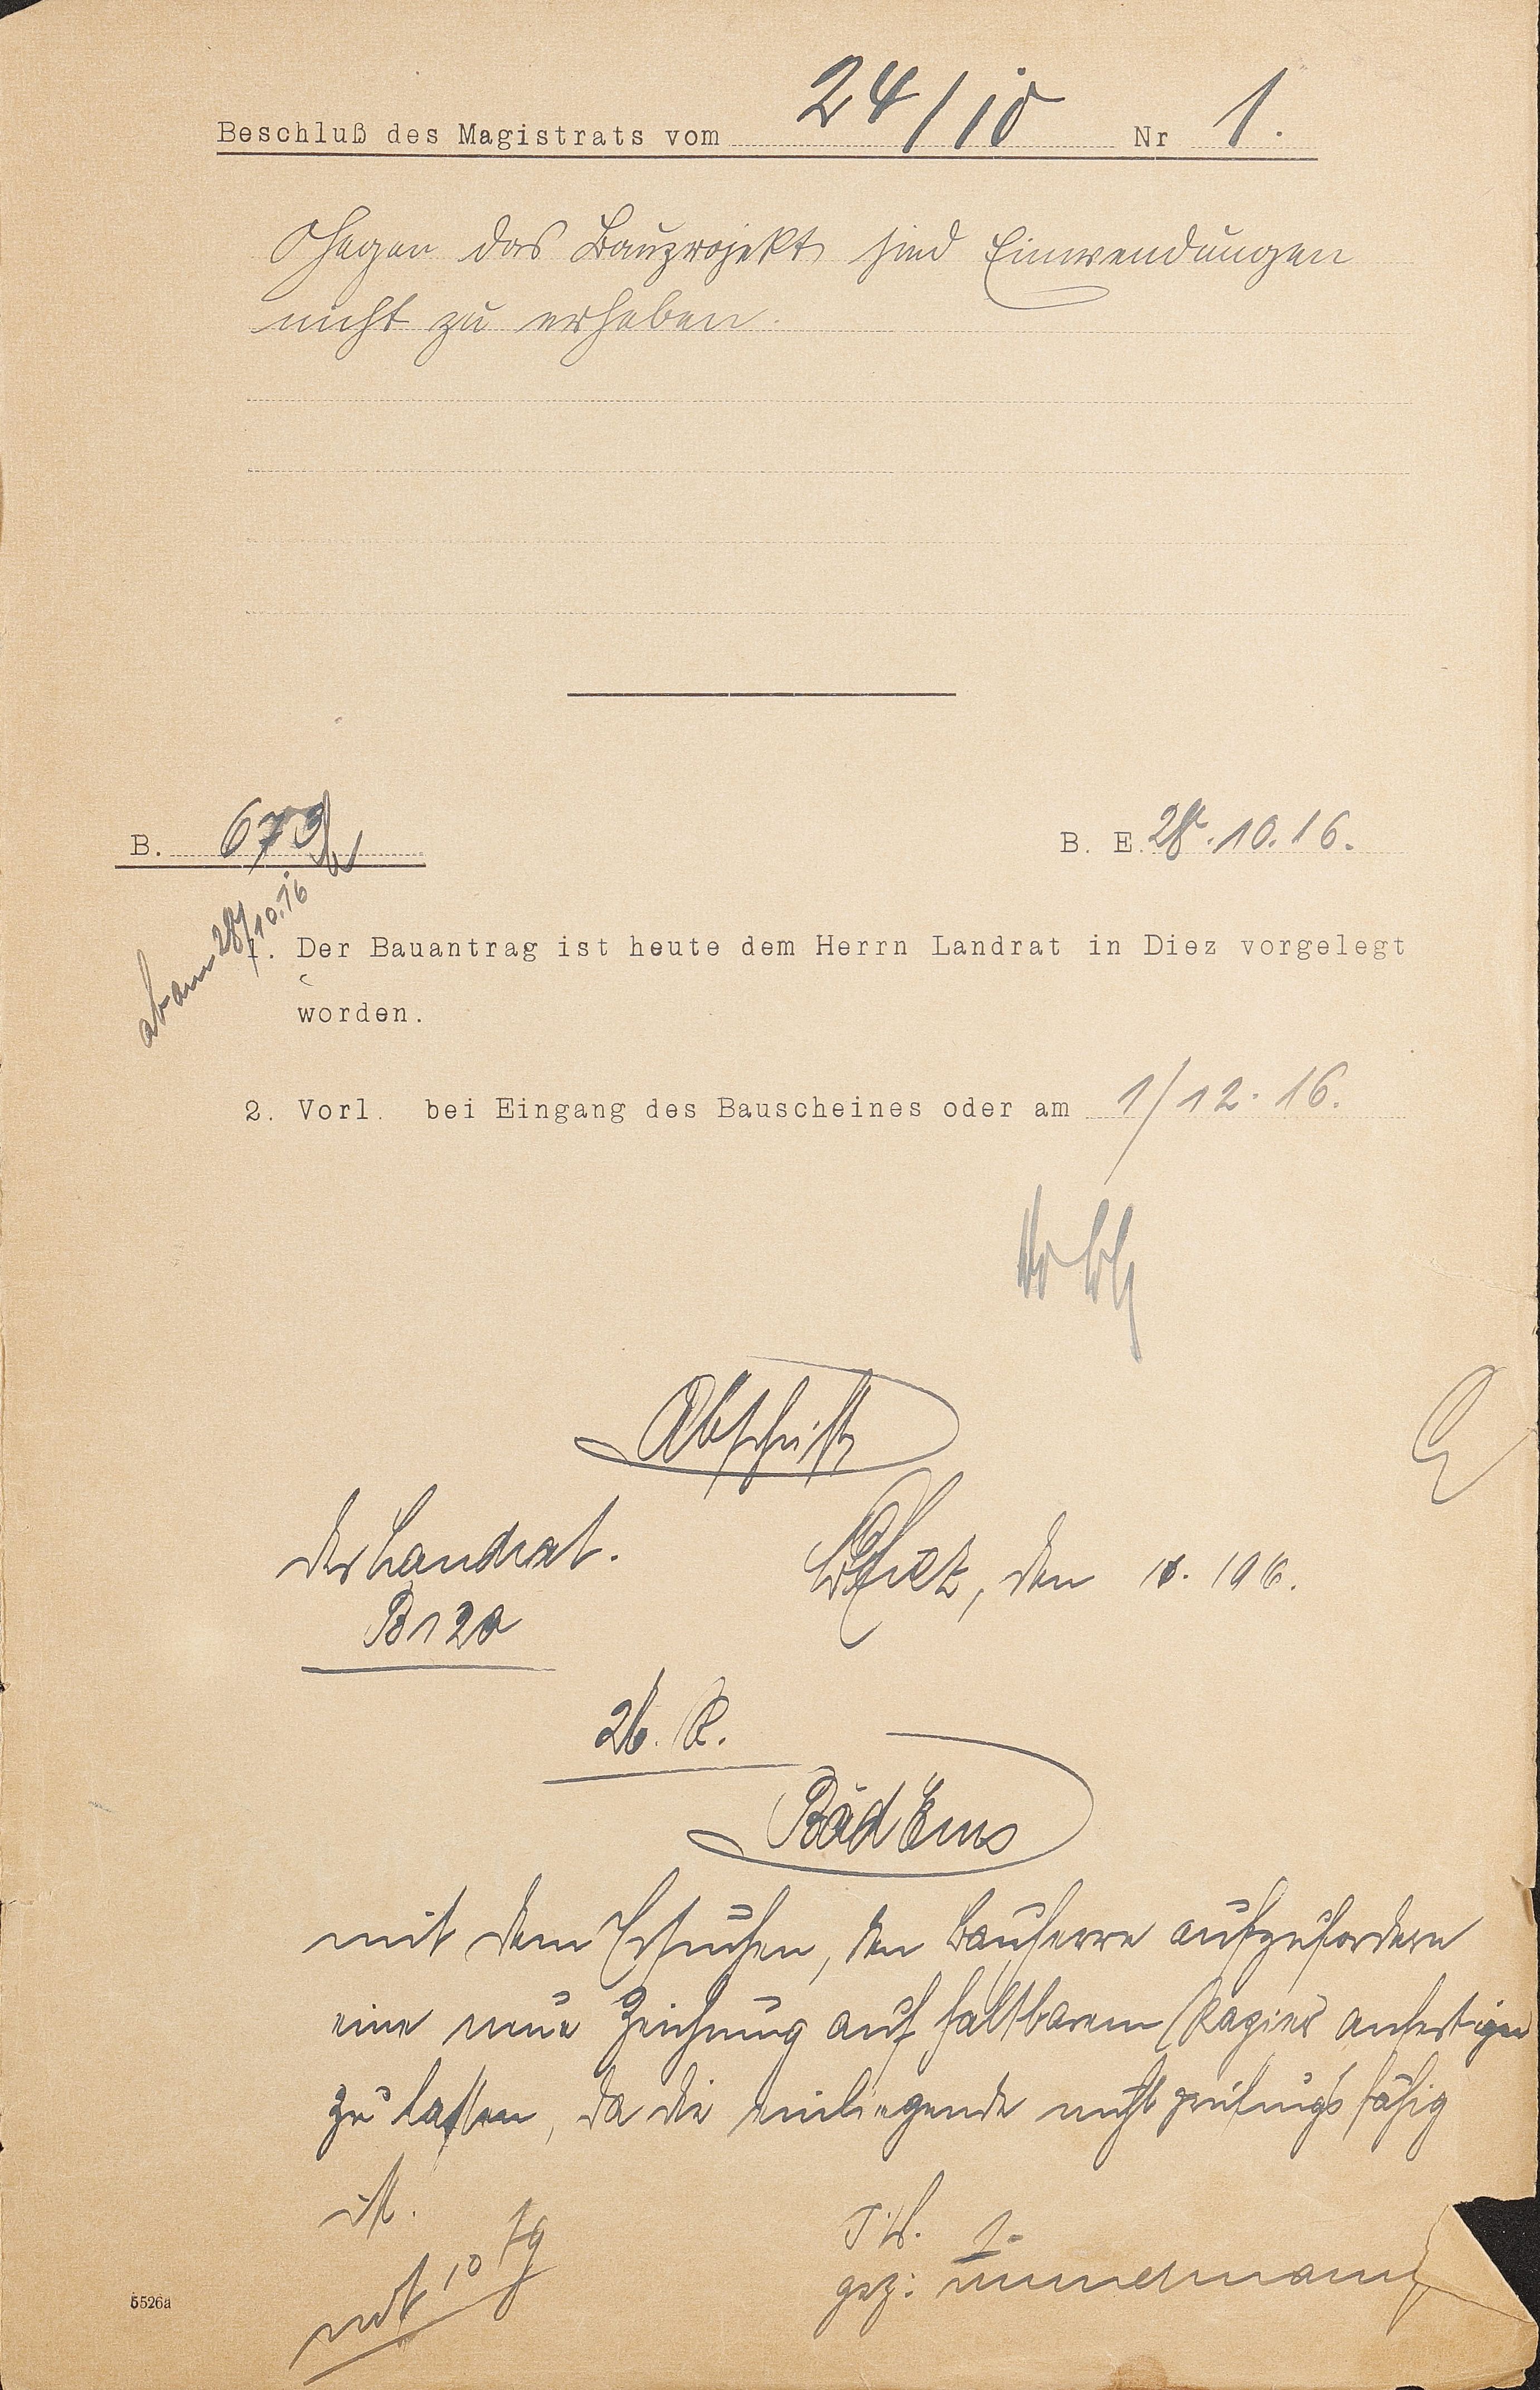 Beschluß des Magistrats vom 24/10 Nr 1.
Gegen das Bauprojekt sind Einwendungen
nicht zu erheben.
B. 673
B. E. 28.10.16.
ab am 28/10.16
1. Der Bauantrag ist heute dem Herrn Landrat in Diez vorgelegt
worden.
2. Vorl. bei Eingang des Bauscheines oder am 1/12.16.
Abschrift
Der Landrat.
Diez, den
B 120
Bad Ems
mit dem Ersuchen, den Bauherrn aufzufordern
eine neue Zeichnung auf haltbarem Papier anfertigen
zu lassen, da die einliegende nicht prüfungsfähig
ist.
gez:
5526a